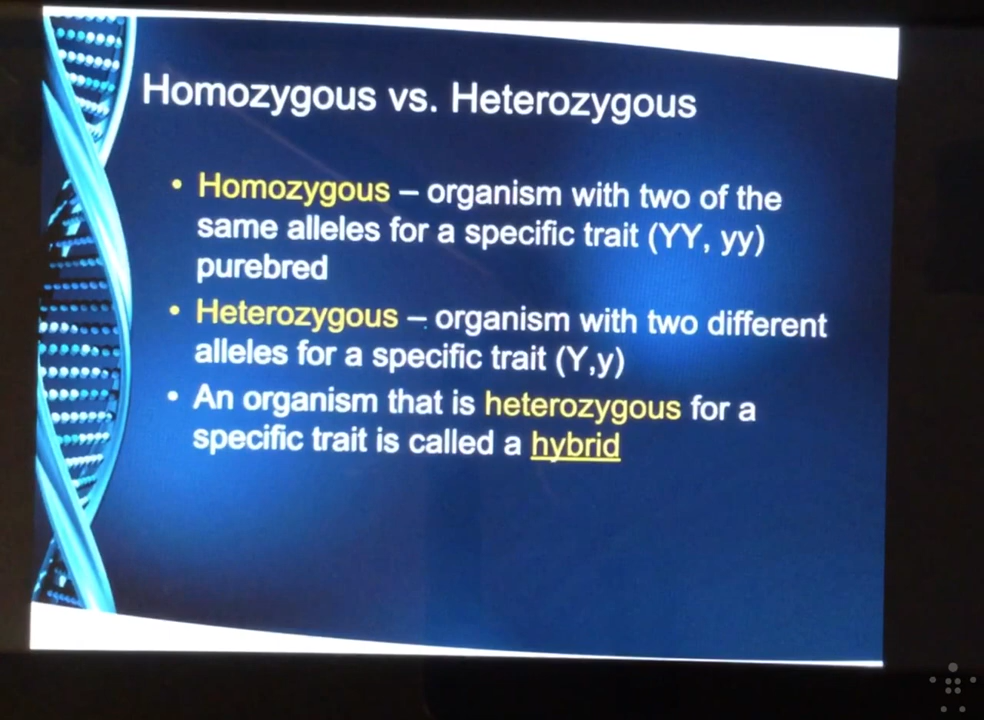 Homozygous vs. Heterozygous
• Homozygous – organism with two of the
same alleles for a specific trait (YY, yy)
purebred
• Heterozygous – organism with two different
alleles for a specific trait (Y,y)
• An organism that is heterozygous for a
specific trait is called a hybrid